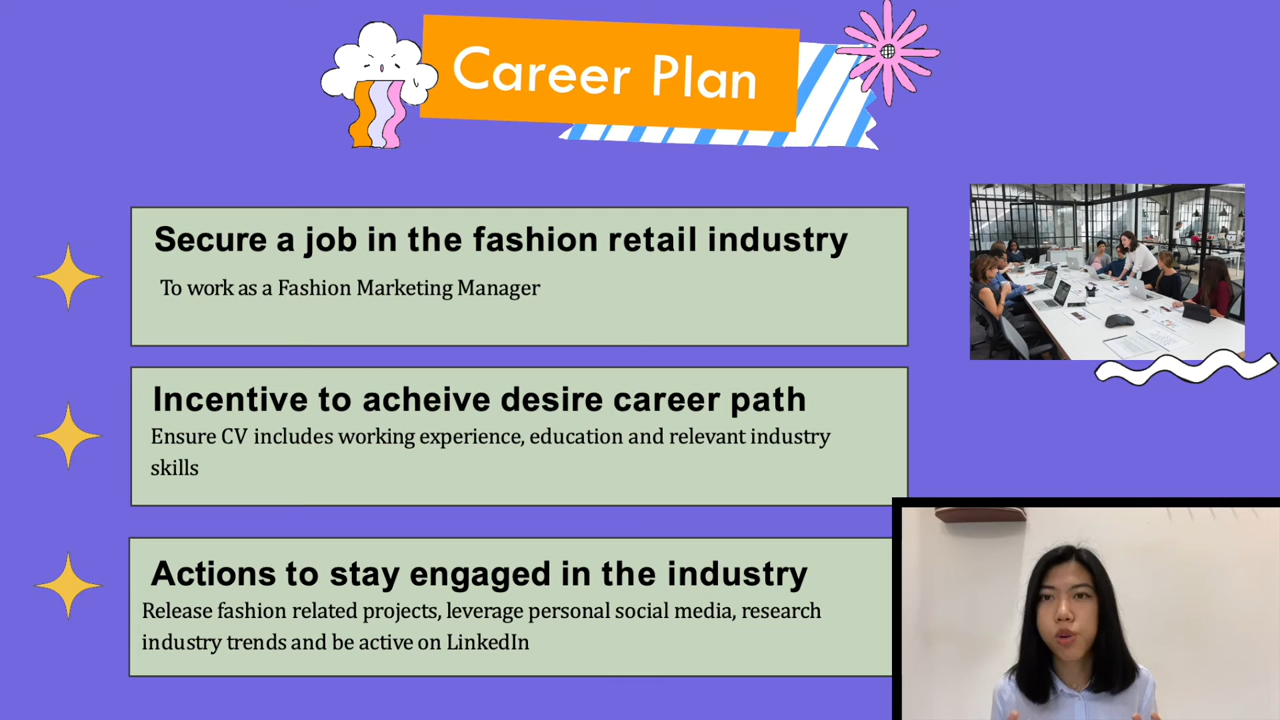 Career Plan
Secure a job in the fashion retail industry
To work as a Fashion Marketing Manager
Incentive to acheive desire career path
Ensure CV includes working experience, education and relevant industry
skills
Actions to stay engaged in the industry
Release fashion related projects, leverage personal social media, research
industry trends and be active on LinkedIn